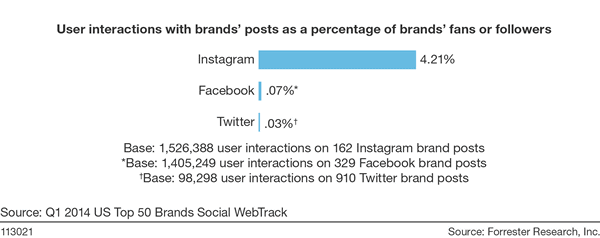 User interactions with brands’ posts as a percentage of brands’ fans or followers
Instagram 4.21%
Facebook .07%*
Twitter .03%†
Base: 1,526,388 user interactions on 162 Instagram brand posts
*Base: 1,405,249 user interactions on 329 Facebook brand posts
†Base: 98,298 user interactions on 910 Twitter brand posts
Source: Q1 2014 US Top 50 Brands Social WebTrack
113021 Source: Forrester Research, Inc.